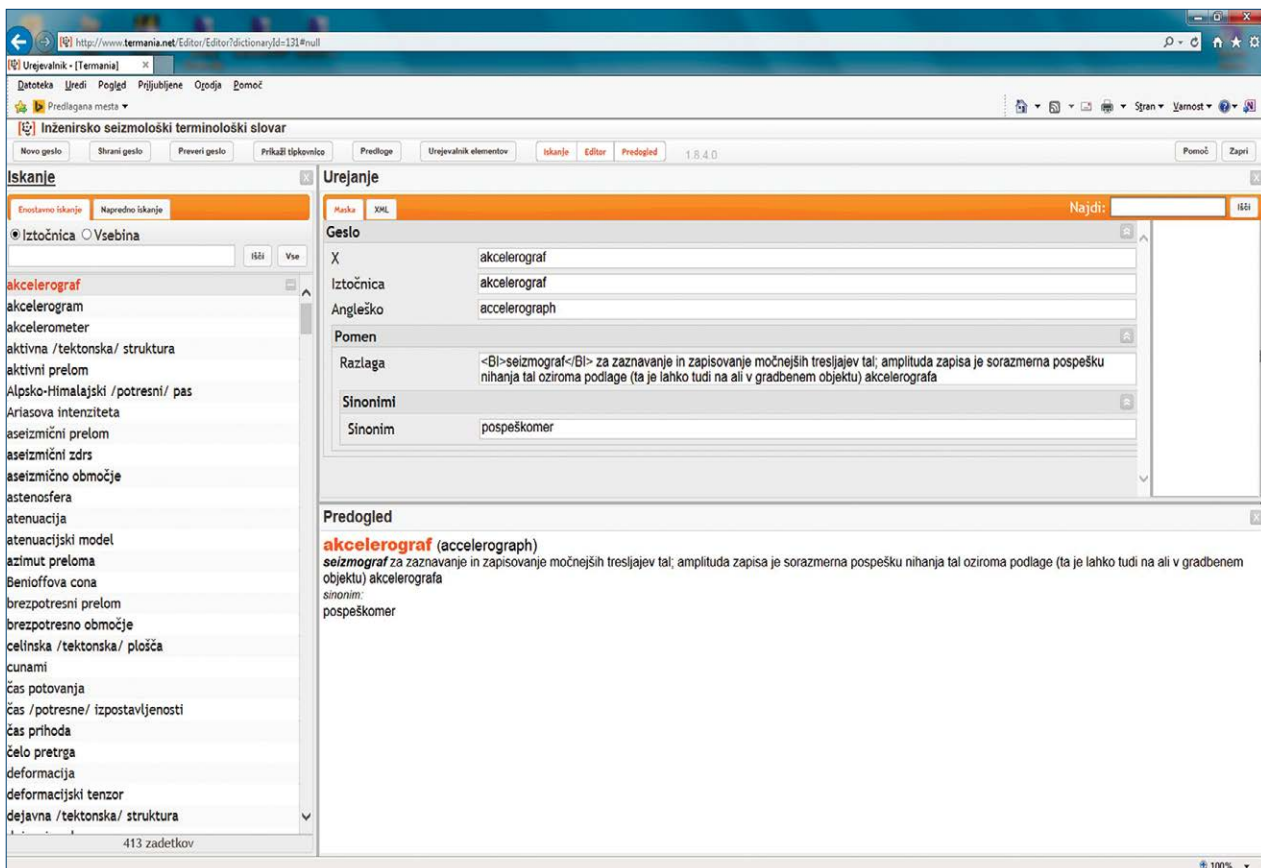 http://www.termania.net/Editor/Editor?dictionaryId=131#null
Urejevalnik - [Termania]
Datoteka Uredi Pogled Priljubljene Orodja Pomoč
Predlagana mesta
Stran Varnost
Inženirsko seizmološki terminološki slovar
Novo geslo Shrani geslo Preveri geslo Prikaži tipkovnico Predloge Urejevalnik elementov Iskanje Editor Predogled 1.8.4.0 Pomoč Zapri
Iskanje
Enostavno iskanje Napredno iskanje
Iztočnica Vsebina
Išči Vse
akcelerograf
akcelerogram
akcelerometer
aktivna /tektonska/ struktura
aktivni prelom
Alpsko-Himalajski /potresni/ pas
Ariasova intenziteta
aseizmični prelom
aseizmični zdrs
aseizmično območje
astenosfera
atenuacija
atenuacijski model
azimut preloma
Benioffova cona
brezpotresni prelom
brezpotresno območje
celinska /tektonska/ plošča
cunami
čas potovanja
čas /potresne/ izpostavljenosti
čas prihoda
čelo pretrga
deformacija
deformacijski tenzor
dejavna /tektonska/ struktura
413 zadetkov
Urejanje
Maska XML Najdi: Išči
Geslo
X akcelerograf
Iztočnica akcelerograf
Angleško accelerograph
Pomen
Razlaga <BI>seizmograf</BI> za zaznavanje in zapisovanje močnejših tresljajev tal; amplituda zapisa je sorazmerna pospešku
nihanja tal oziroma podlage (ta je lahko tudi na ali v gradbenem objektu) akcelerografa
Sinonimi
Sinonim pospeškomer
Predogled
akcelerograf (accelerograph)
seizmograf za zaznavanje in zapisovanje močnejših tresljajev tal; amplituda zapisa je sorazmerna pospešku nihanja tal oziroma podlage (ta je lahko tudi na ali v gradbenem
objektu) akcelerografa
sinonim:
pospeškomer
100%